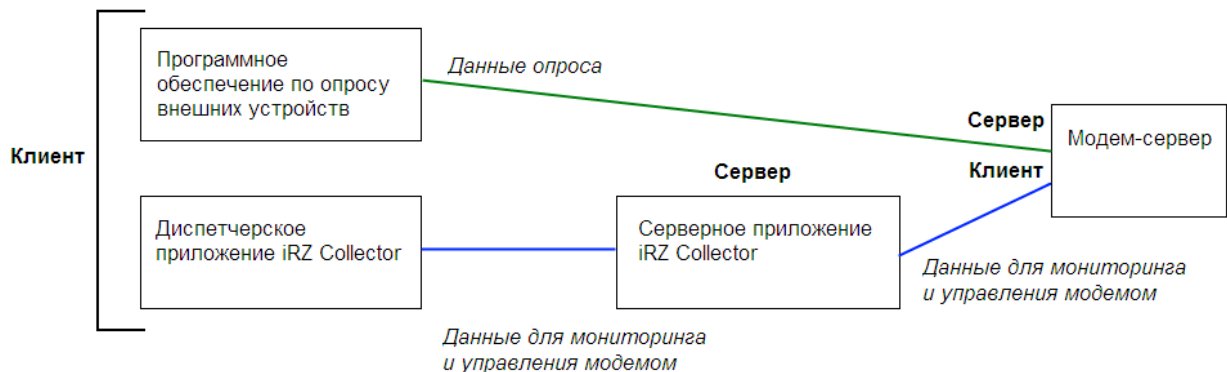 Программное
обеспечение по опросу
внешних устройств
Данные опроса
Сервер
Модем-сервер
Клиент
Клиент
Сервер
Диспетчерское
приложение iRZ Collector
Серверное приложение
iRZ Collector
Данные для мониторинга
и управления модемом
Данные для мониторинга
и управления модемом